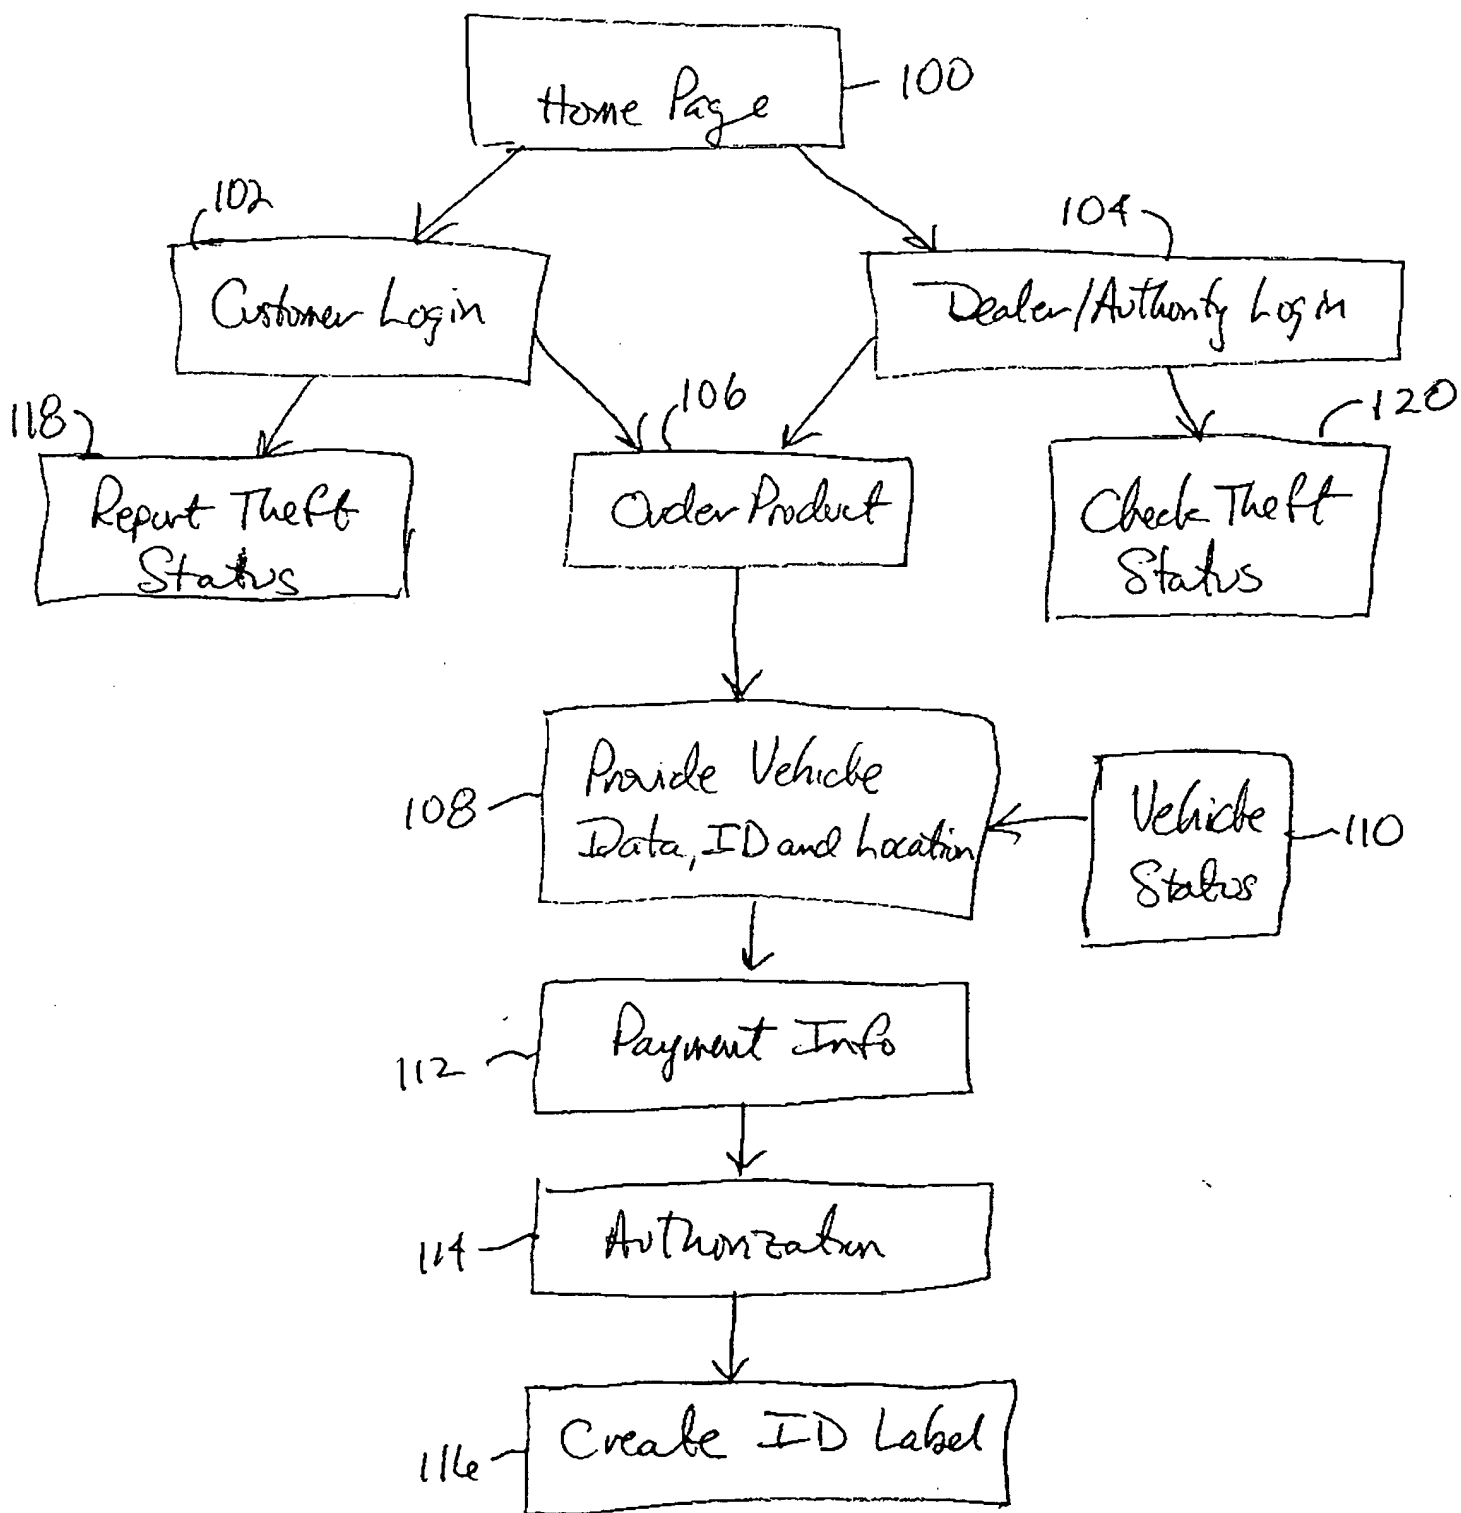 Home Page
100
102
104
Customer Login
Dealer/Authority Login
118
106
120
Report Theft
Status
Order Product
Check Theft
Status
108
Provide Vehicle
Data, ID and Location
Vehicle
Status
110
112
Payment Info
114
Authorization
116
Create ID Label